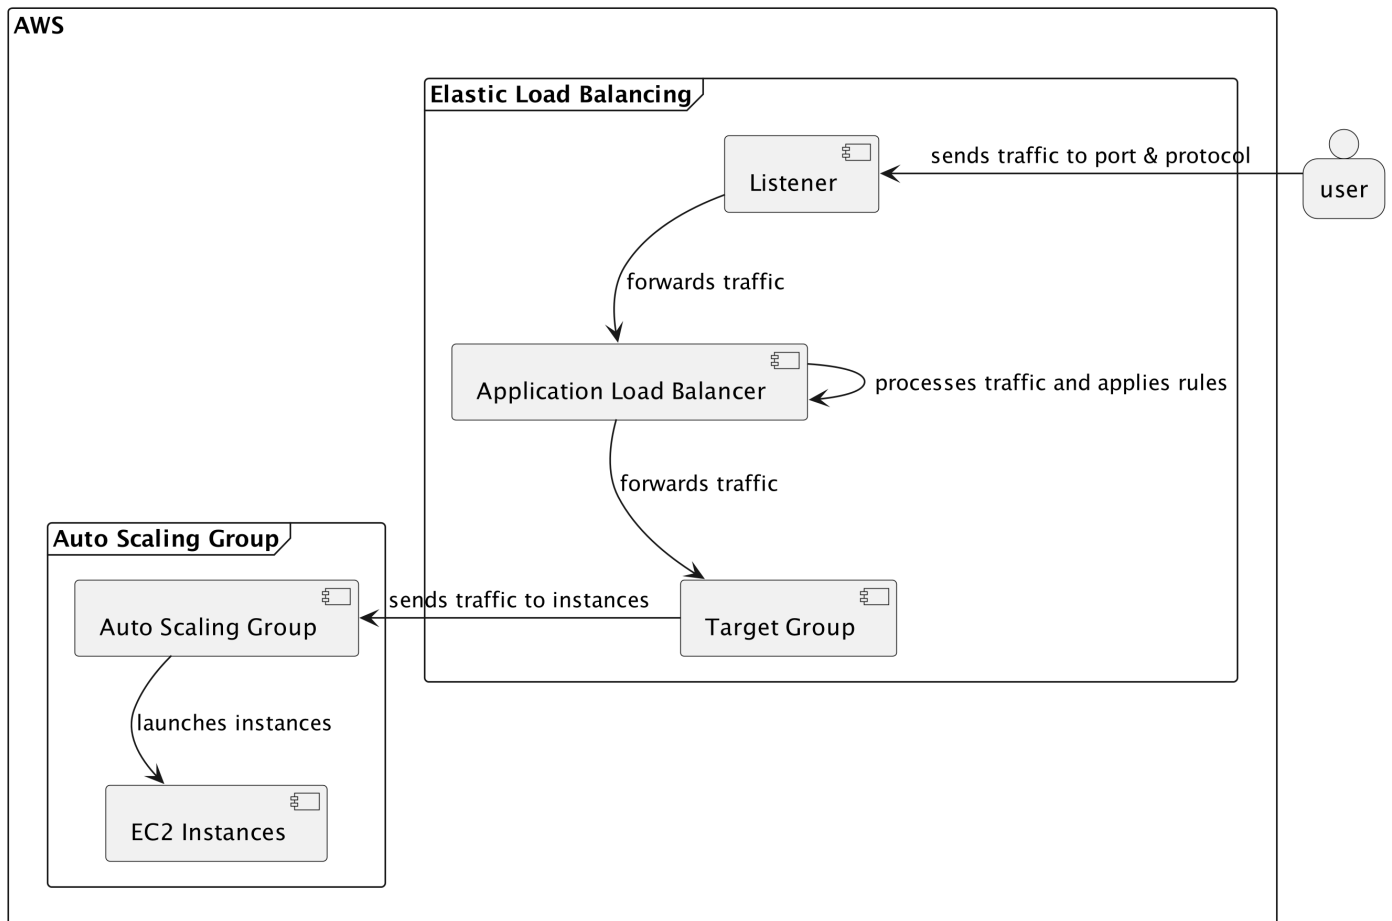 AWS
Elastic Load Balancing
sends traffic to port & protocol
Listener
user
forwards traffic
Application Load Balancer
processes traffic and applies rules
forwards traffic
Auto Scaling Group
sends traffic to instances
Auto Scaling Group
Target Group
launches instances
EC2 Instances